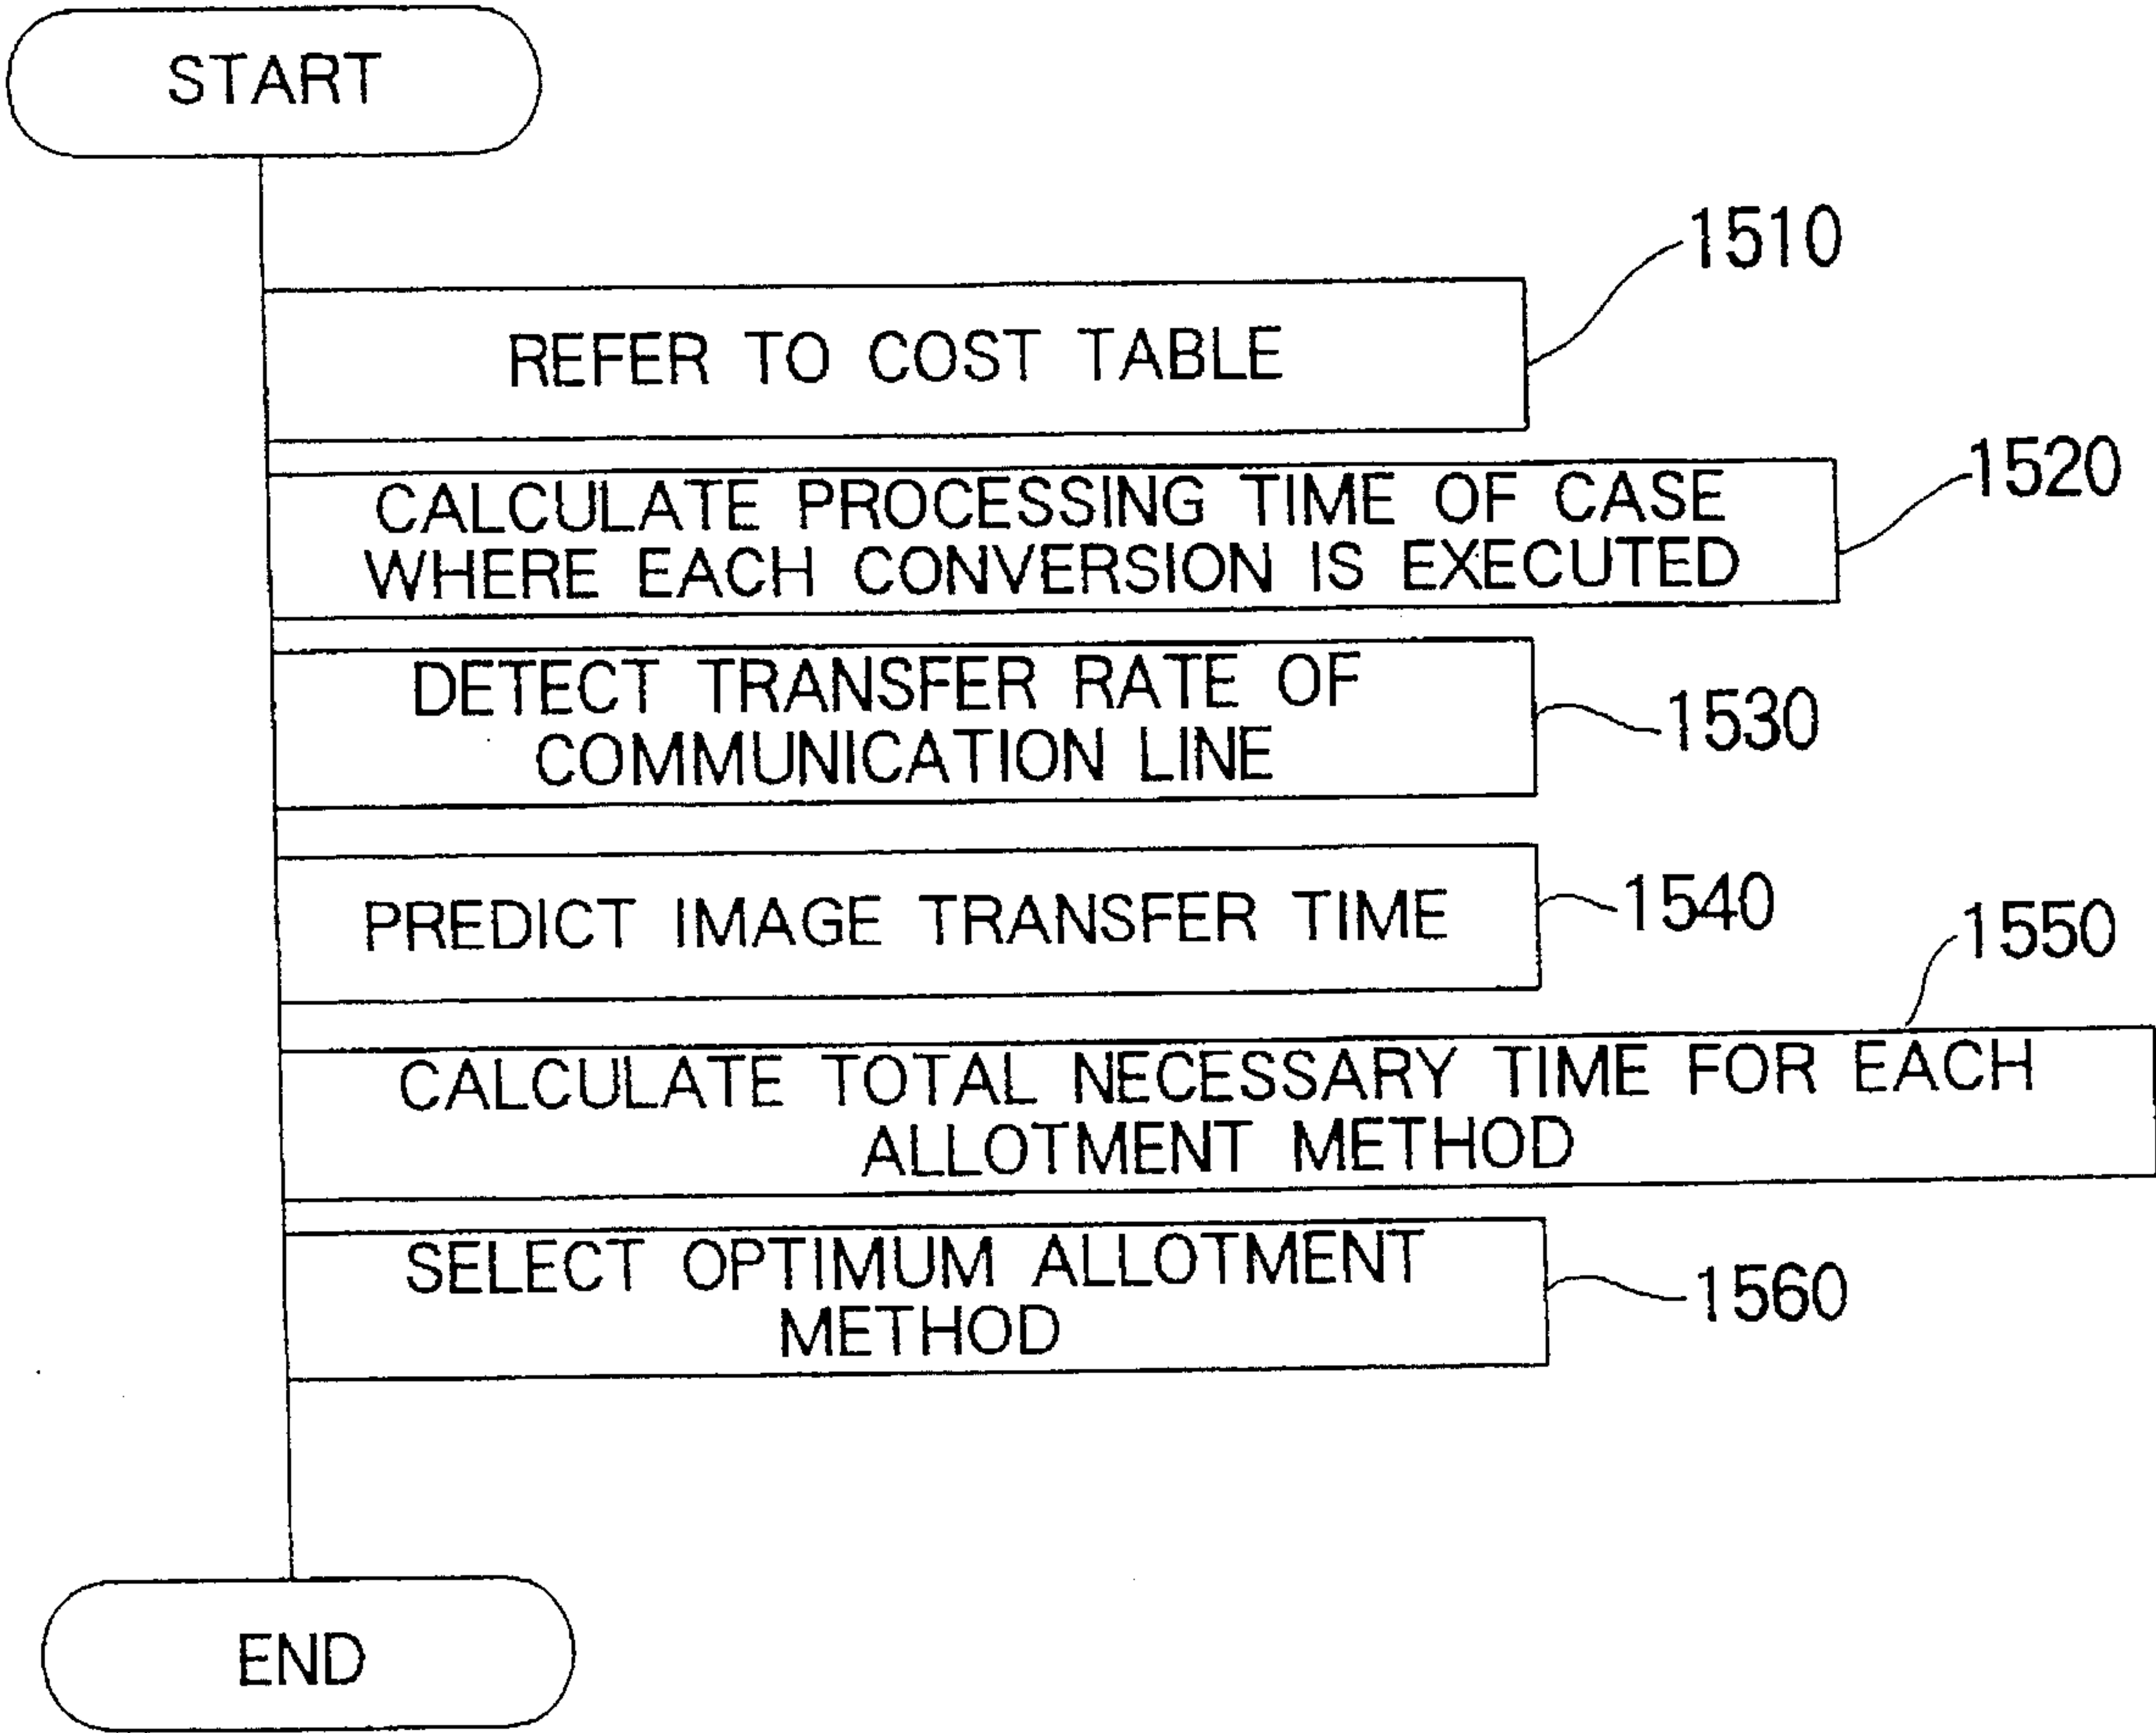 START
1510
REFER TO COST TABLE
1520
CALCULATE PROCESSING TIME OF CASE
WHERE EACH CONVERSION IS EXECUTED
DETECT TRANSFER RATE OF
COMMUNICATION LINE
1530
PREDICT IMAGE TRANSFER TIME
1540
1550
CALCULATE TOTAL NECESSARY TIME FOR EACH
ALLOTMENT METHOD
SELECT OPTIMUM ALLOTMENT
METHOD
1560
END